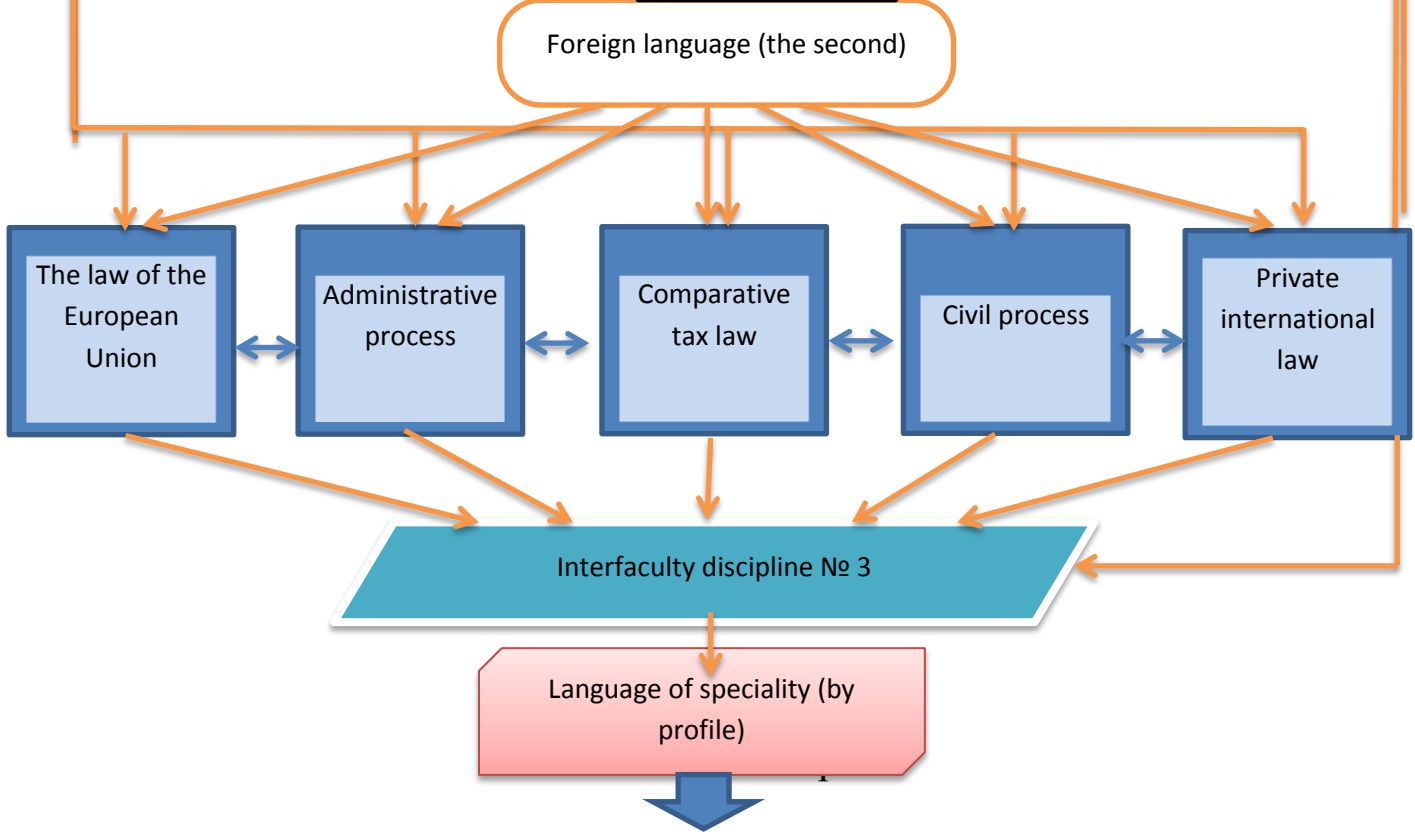 Foreign language (the second)
The law of the
European
Union
Administrative
process
Comparative
tax law
Civil process
Private
international
law
Interfaculty discipline № 3
Language of speciality (by
profile)